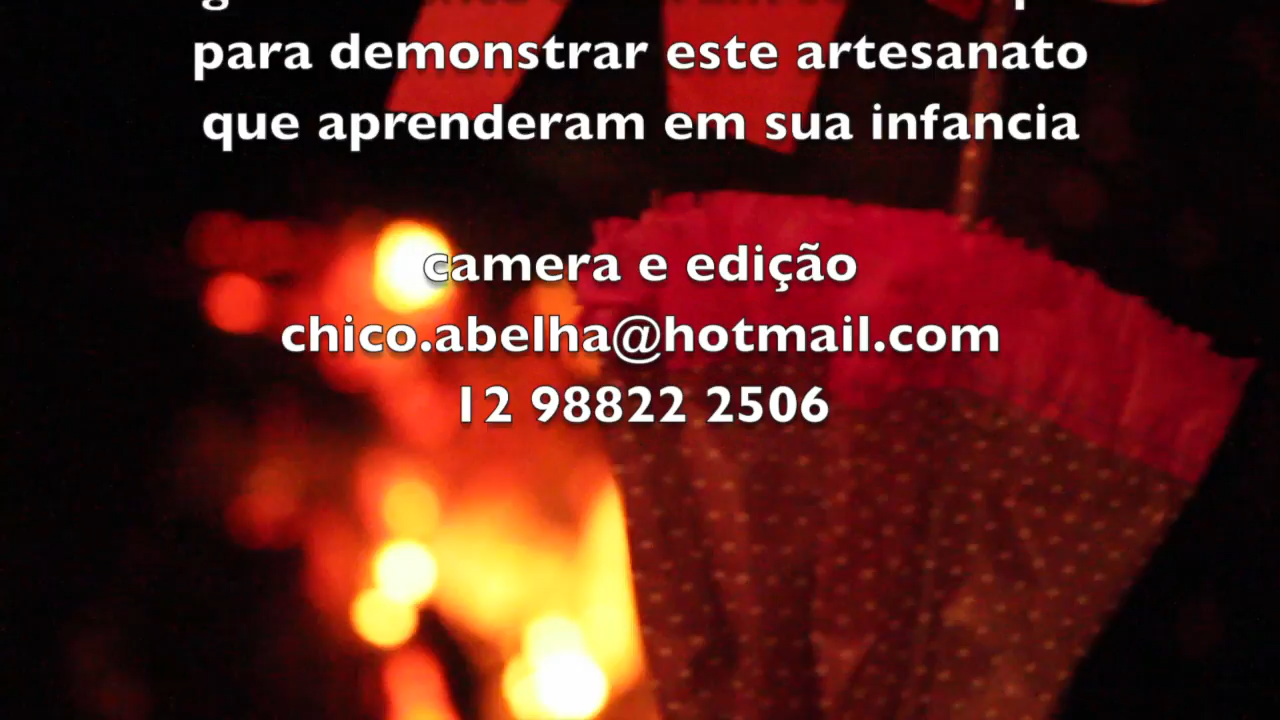 para demonstrar este artesanato
que aprenderam em sua infancia
camera e edição
chico.abelha@hotmail.com
12 98822 2506